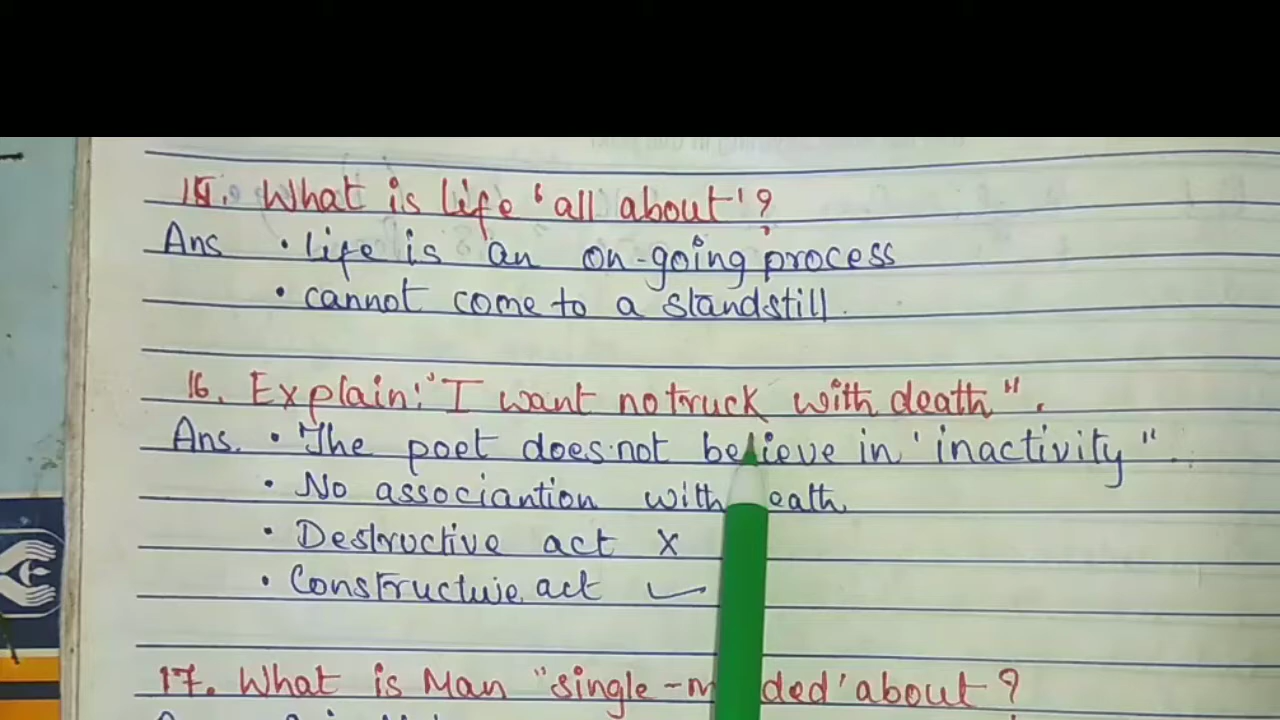 15. What is life 'all about'?
Ans • life is an on-going process
• cannot come to a standstill.
16. Explain: "I want no truck with death".
Ans. • The poet does not believe in 'inactivity".
• No associantion with eath
• Destructive act x
• Constructive act ✓
17. What is Man "single-m ded' about?